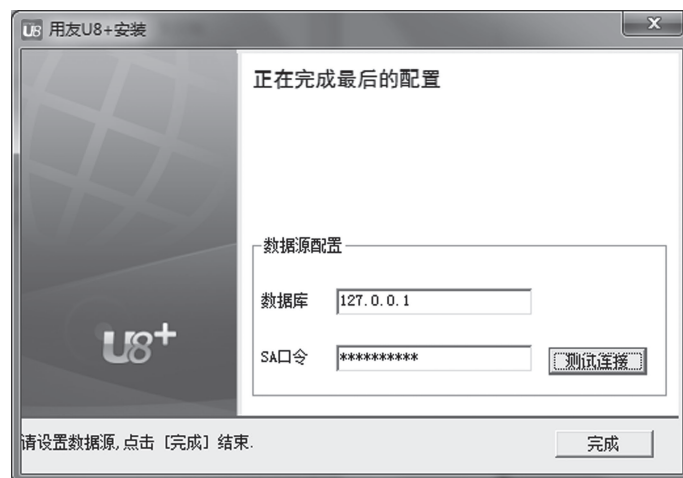 U8 用友U8+安装
正在完成最后的配置
数据源配置
数据库 127.0.0.1
SA口令 ********** 测试连接
U8+
请设置数据源,点击 [完成] 结束.
完成